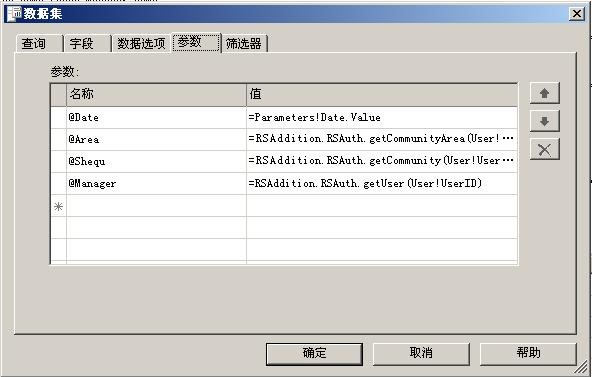 数据集
查询 字段 数据选项 参数 筛选器
参数:
名称 值
@Date =Parameters!Date.Value
@Area =RSAddition.RSAuth.getCommunityArea(User!…
@Shequ =RSAddition.RSAuth.getCommunity(User!User…
@Manager =RSAddition.RSAuth.getUser(User!UserID)
确定 取消 帮助